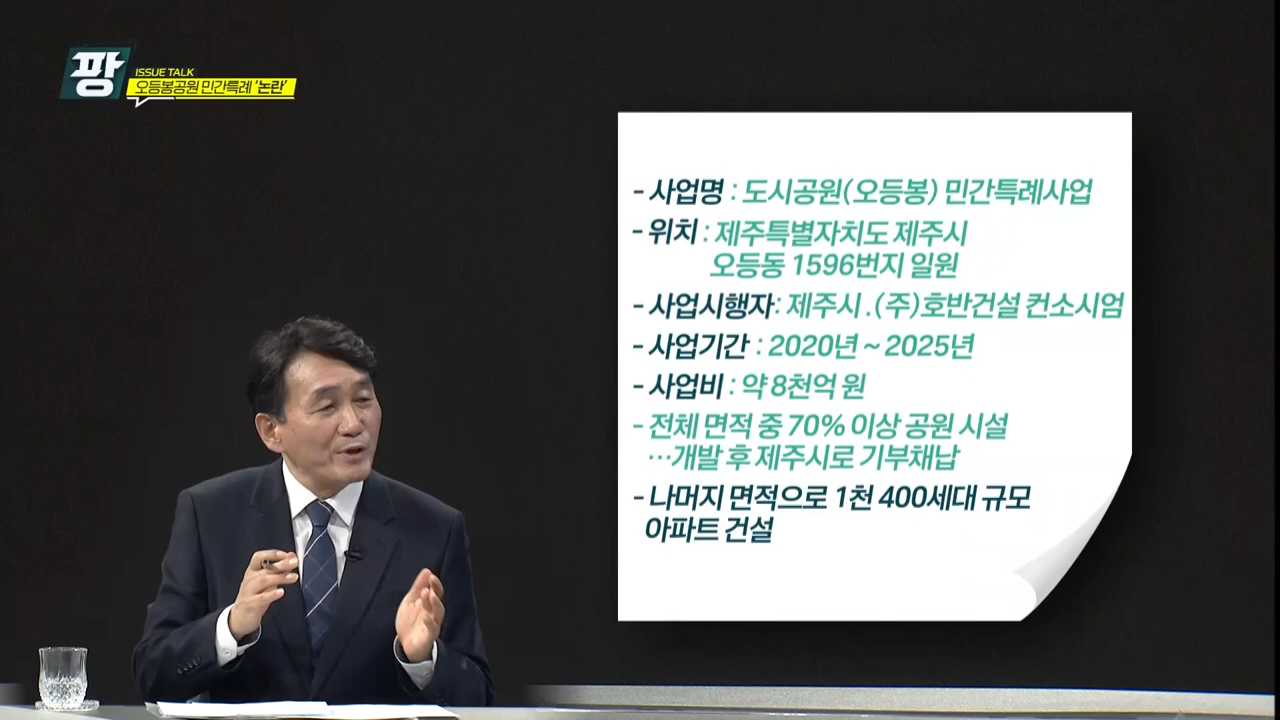 팡
ISSUE TALK
오등봉공원 민간특례 '논란'
- 사업명 : 도시공원(오등봉) 민간특례사업
- 위치 : 제주특별자치도 제주시
오등동 1596번지 일원
- 사업시행자: 제주시 .(주)호반건설 컨소시엄
- 사업기간 : 2020년 ~ 2025년
- 사업비 : 약 8천억 원
- 전체 면적 중 70% 이상 공원 시설
…개발 후 제주시로 기부채납
- 나머지 면적으로 1천 400세대 규모
아파트 건설